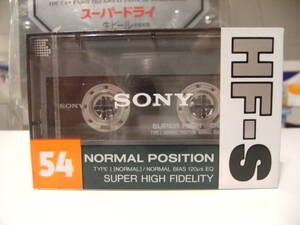 スーパードライ
SONY
HF-S
54
NORMAL POSITION
TYPE I (NORMAL) / NORMAL BIAS 120μs EQ
SUPER HIGH FIDELITY